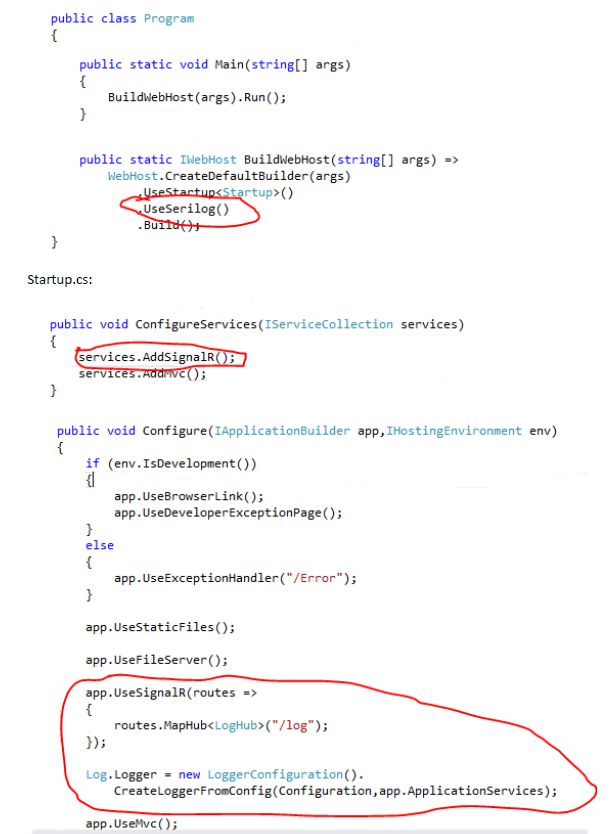 public class Program
{
public static void Main(string[] args)
{
BuildWebHost(args).Run();
}
public static IWebHost BuildWebHost(string[] args) =>
WebHost.CreateDefaultBuilder(args)
.UseStartup<Startup>()
.UseSerilog()
.Build();
}
Startup.cs:
public void ConfigureServices(IServiceCollection services)
{
services.AddSignalR();
services.AddMvc();
}
public void Configure(IApplicationBuilder app,IHostingEnvironment env)
{
if (env.IsDevelopment())
{
app.UseBrowserLink();
app.UseDeveloperExceptionPage();
}
else
{
app.UseExceptionHandler("/Error");
}
app.UseStaticFiles();
app.UseFileServer();
app.UseSignalR(routes =>
{
routes.MapHub<LogHub>("/log");
});
Log.Logger = new LoggerConfiguration().
CreateLoggerFromConfig(Configuration,app.ApplicationServices);
app.UseMvc();